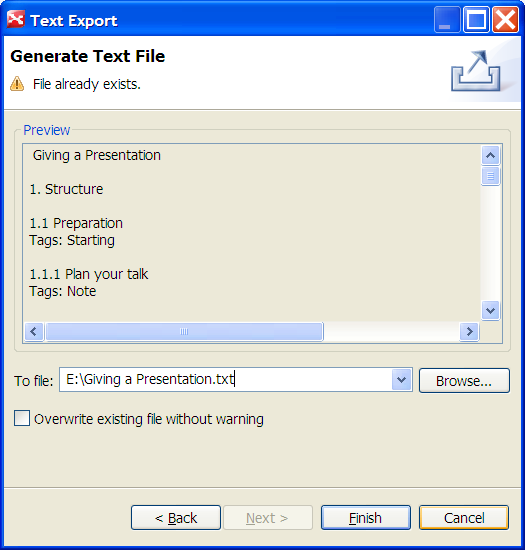 Text Export
Generate Text File
File already exists.
Preview
Giving a Presentation
1. Structure
1.1 Preparation
Tags: Starting
1.1.1 Plan your talk
Tags: Note
To file: E:\Giving a Presentation.txt Browse...
Overwrite existing file without warning
< Back Next > Finish Cancel